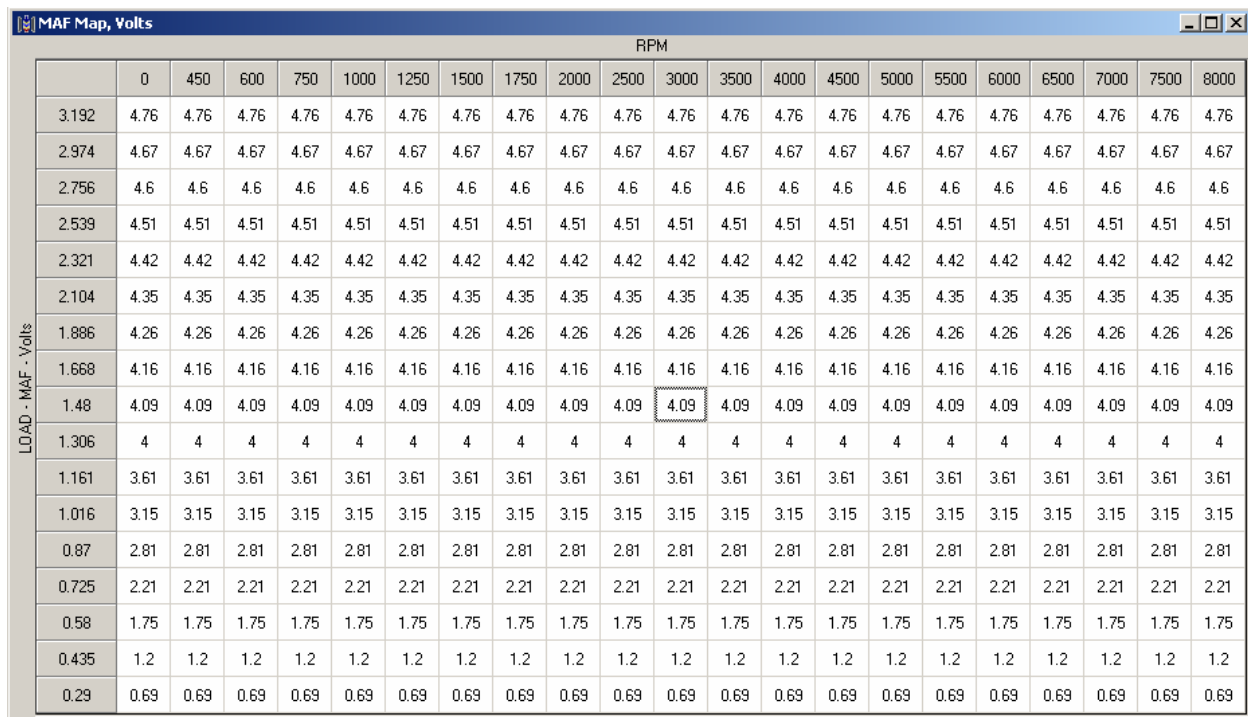 MAF Map, Volts
RPM
0 450 600 750 1000 1250 1500 1750 2000 2500 3000 3500 4000 4500 5000 5500 6000 6500 7000 7500 8000
LOAD - MAF - Volts
3.192 4.76 4.76 4.76 4.76 4.76 4.76 4.76 4.76 4.76 4.76 4.76 4.76 4.76 4.76 4.76 4.76 4.76 4.76 4.76 4.76 4.76
2.974 4.67 4.67 4.67 4.67 4.67 4.67 4.67 4.67 4.67 4.67 4.67 4.67 4.67 4.67 4.67 4.67 4.67 4.67 4.67 4.67 4.67
2.756 4.6 4.6 4.6 4.6 4.6 4.6 4.6 4.6 4.6 4.6 4.6 4.6 4.6 4.6 4.6 4.6 4.6 4.6 4.6 4.6 4.6
2.539 4.51 4.51 4.51 4.51 4.51 4.51 4.51 4.51 4.51 4.51 4.51 4.51 4.51 4.51 4.51 4.51 4.51 4.51 4.51 4.51 4.51
2.321 4.42 4.42 4.42 4.42 4.42 4.42 4.42 4.42 4.42 4.42 4.42 4.42 4.42 4.42 4.42 4.42 4.42 4.42 4.42 4.42 4.42
2.104 4.35 4.35 4.35 4.35 4.35 4.35 4.35 4.35 4.35 4.35 4.35 4.35 4.35 4.35 4.35 4.35 4.35 4.35 4.35 4.35 4.35
1.886 4.26 4.26 4.26 4.26 4.26 4.26 4.26 4.26 4.26 4.26 4.26 4.26 4.26 4.26 4.26 4.26 4.26 4.26 4.26 4.26 4.26
1.668 4.16 4.16 4.16 4.16 4.16 4.16 4.16 4.16 4.16 4.16 4.16 4.16 4.16 4.16 4.16 4.16 4.16 4.16 4.16 4.16 4.16
1.48 4.09 4.09 4.09 4.09 4.09 4.09 4.09 4.09 4.09 4.09 4.09 4.09 4.09 4.09 4.09 4.09 4.09 4.09 4.09 4.09 4.09
1.306 4 4 4 4 4 4 4 4 4 4 4 4 4 4 4 4 4 4 4 4 4
1.161 3.61 3.61 3.61 3.61 3.61 3.61 3.61 3.61 3.61 3.61 3.61 3.61 3.61 3.61 3.61 3.61 3.61 3.61 3.61 3.61 3.61
1.016 3.15 3.15 3.15 3.15 3.15 3.15 3.15 3.15 3.15 3.15 3.15 3.15 3.15 3.15 3.15 3.15 3.15 3.15 3.15 3.15 3.15
0.87 2.81 2.81 2.81 2.81 2.81 2.81 2.81 2.81 2.81 2.81 2.81 2.81 2.81 2.81 2.81 2.81 2.81 2.81 2.81 2.81 2.81
0.725 2.21 2.21 2.21 2.21 2.21 2.21 2.21 2.21 2.21 2.21 2.21 2.21 2.21 2.21 2.21 2.21 2.21 2.21 2.21 2.21 2.21
0.58 1.75 1.75 1.75 1.75 1.75 1.75 1.75 1.75 1.75 1.75 1.75 1.75 1.75 1.75 1.75 1.75 1.75 1.75 1.75 1.75 1.75
0.435 1.2 1.2 1.2 1.2 1.2 1.2 1.2 1.2 1.2 1.2 1.2 1.2 1.2 1.2 1.2 1.2 1.2 1.2 1.2 1.2 1.2
0.29 0.69 0.69 0.69 0.69 0.69 0.69 0.69 0.69 0.69 0.69 0.69 0.69 0.69 0.69 0.69 0.69 0.69 0.69 0.69 0.69 0.69